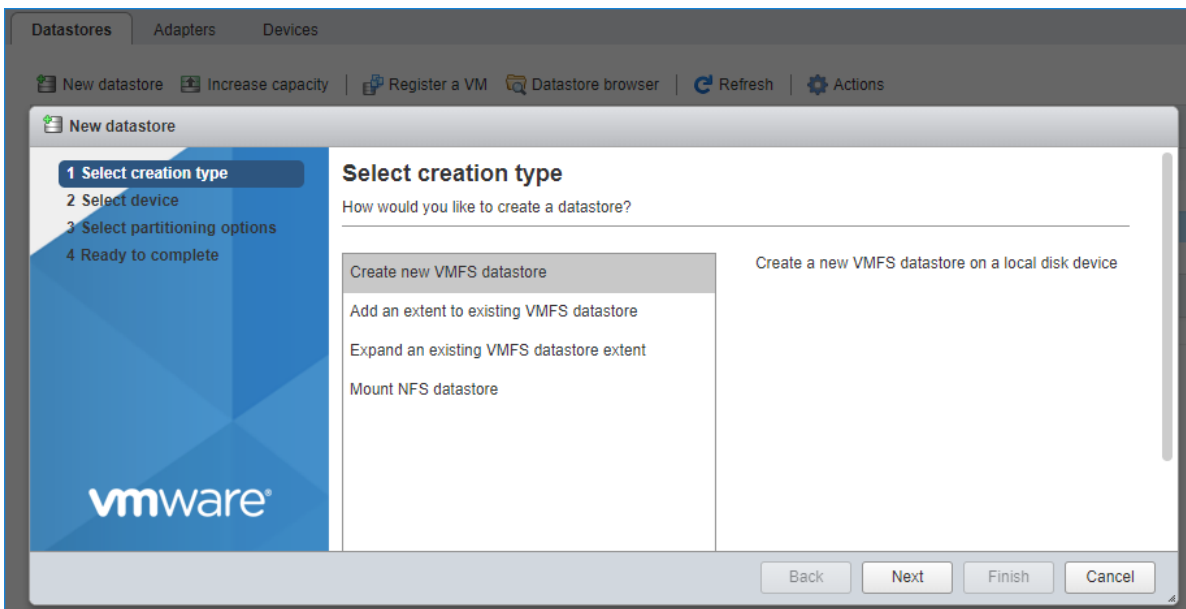 Datastores Adapters Devices
New datastore Increase capacity Register a VM Datastore browser Refresh Actions
New datastore
1 Select creation type
2 Select device
3 Select partitioning options
4 Ready to complete
vmware®
Select creation type
How would you like to create a datastore?
Create new VMFS datastore
Add an extent to existing VMFS datastore
Expand an existing VMFS datastore extent
Mount NFS datastore
Create a new VMFS datastore on a local disk device
Back Next Finish Cancel